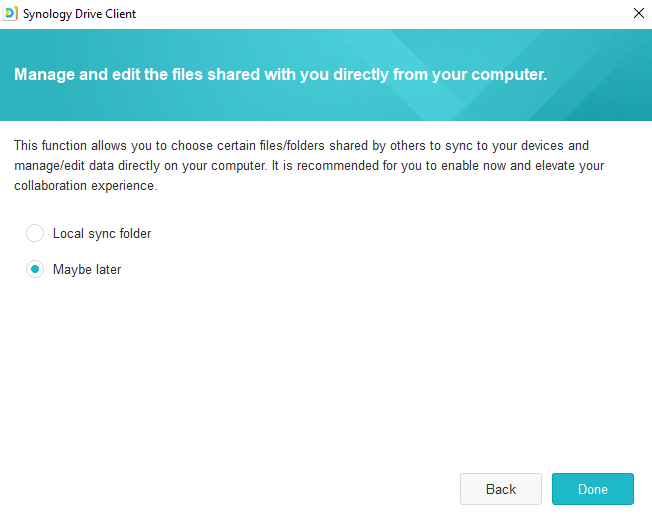 Synology Drive Client
Manage and edit the files shared with you directly from your computer.
This function allows you to choose certain files/folders shared by others to sync to your devices and
manage/edit data directly on your computer. It is recommended for you to enable now and elevate your
collaboration experience.
Local sync folder
Maybe later
Back
Done